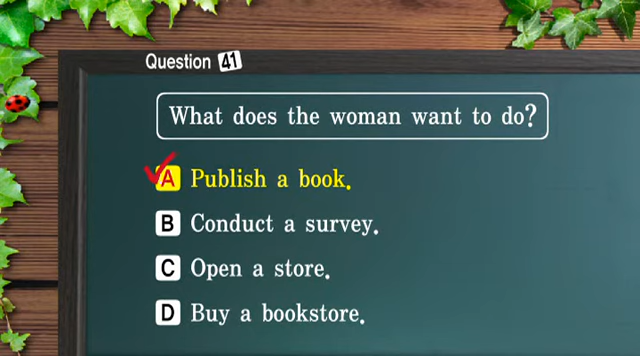 Question 41
What does the woman want to do?
A Publish a book.
B Conduct a survey.
C Open a store.
D Buy a bookstore.